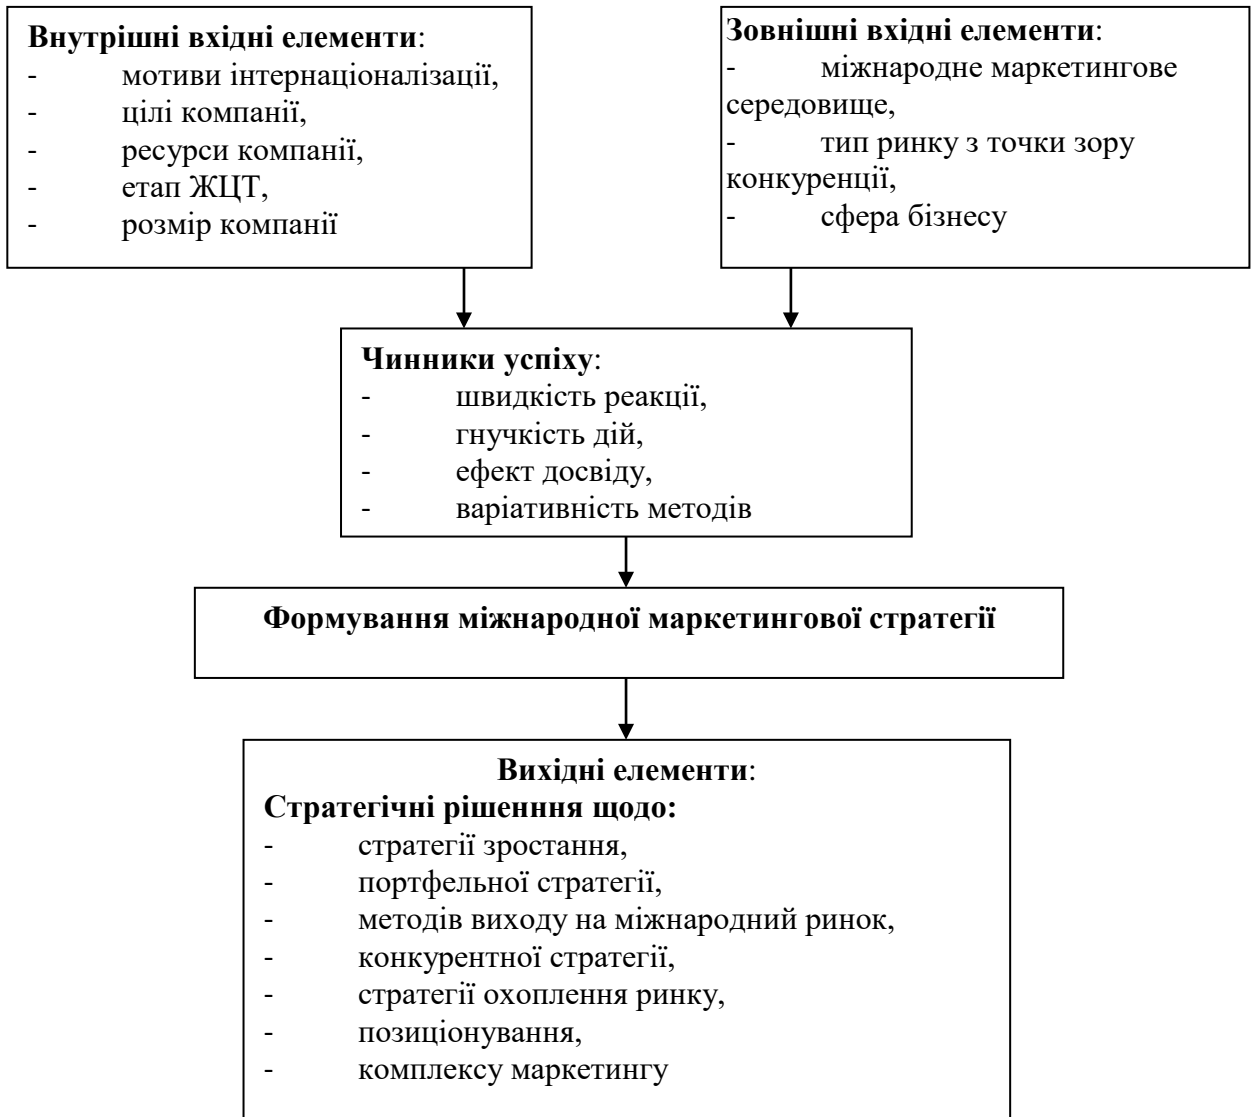 Внутрішні вхідні елементи:
- мотиви інтернаціоналізації,
- цілі компанії,
- ресурси компанії,
- етап ЖЦТ,
- розмір компанії
Зовнішні вхідні елементи:
- міжнародне маркетингове
середовище,
- тип ринку з точки зору
конкуренції,
- сфера бізнесу
Чинники успіху:
- швидкість реакції,
- гнучкість дій,
- ефект досвіду,
- варіативність методів
Формування міжнародної маркетингової стратегії
Вихідні елементи:
Стратегічні рішенння щодо:
- стратегії зростання,
- портфельної стратегії,
- методів виходу на міжнародний ринок,
- конкурентної стратегії,
- стратегії охоплення ринку,
- позиціонування,
- комплексу маркетингу